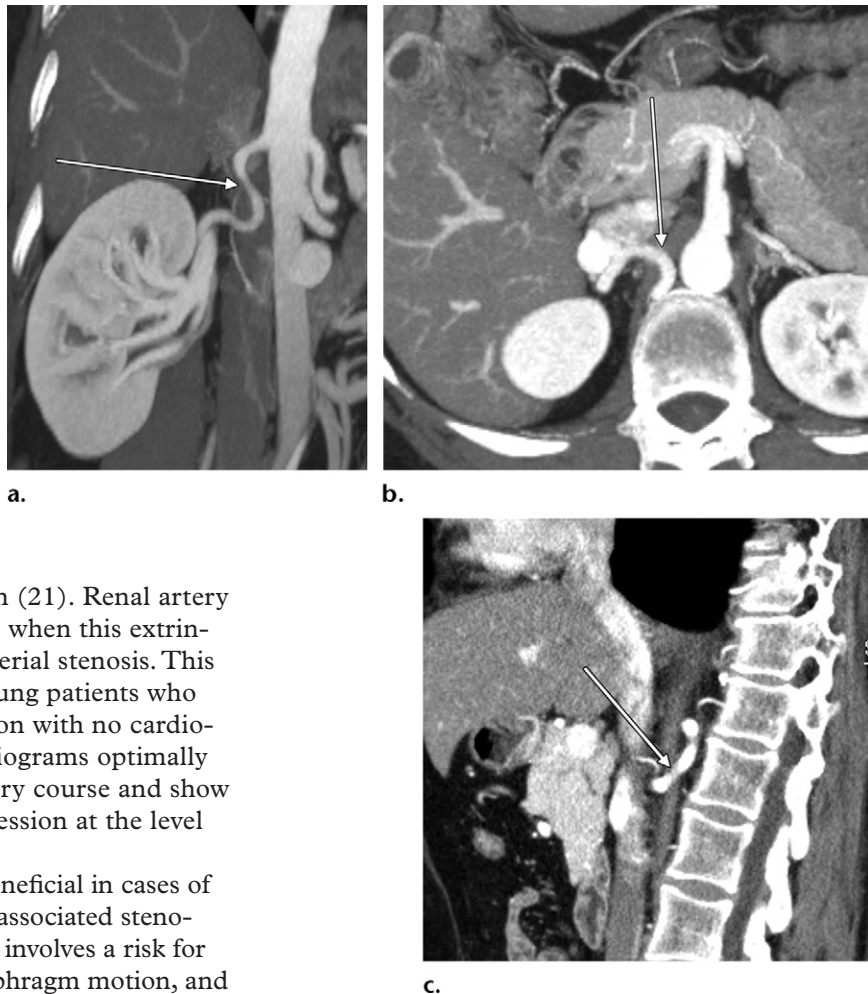 a.
b.
n (21). Renal artery
when this extrin-
erial stenosis. This
ung patients who
on with no cardio-
iograms optimally
ry course and show
ession at the level
neficial in cases of
associated steno-
involves a risk for
phragm motion, and
c.